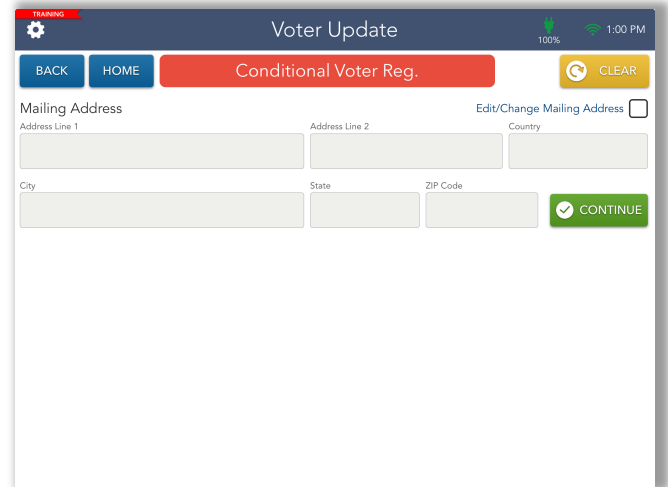 TRAINING
Voter Update
100%
1:00 PM
BACK
HOME
Conditional Voter Reg.
CLEAR
Mailing Address
Edit/Change Mailing Address
Address Line 1
Address Line 2
Country
City
State
ZIP Code
CONTINUE